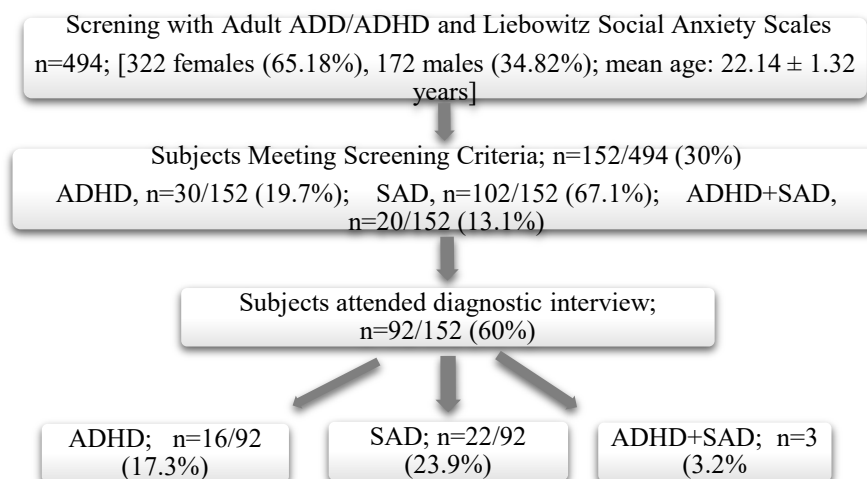 Screning with Adult ADD/ADHD and Liebowitz Social Anxiety Scales
n=494; [322 females (65.18%), 172 males (34.82%); mean age: 22.14 ± 1.32
years]
Subjects Meeting Screening Criteria; n=152/494 (30%)
ADHD, n=30/152 (19.7%); SAD, n=102/152 (67.1%); ADHD+SAD,
n=20/152 (13.1%)
Subjects attended diagnostic interview;
n=92/152 (60%)
ADHD; n=16/92
(17.3%)
SAD; n=22/92
(23.9%)
ADHD+SAD; n=3
(3.2%